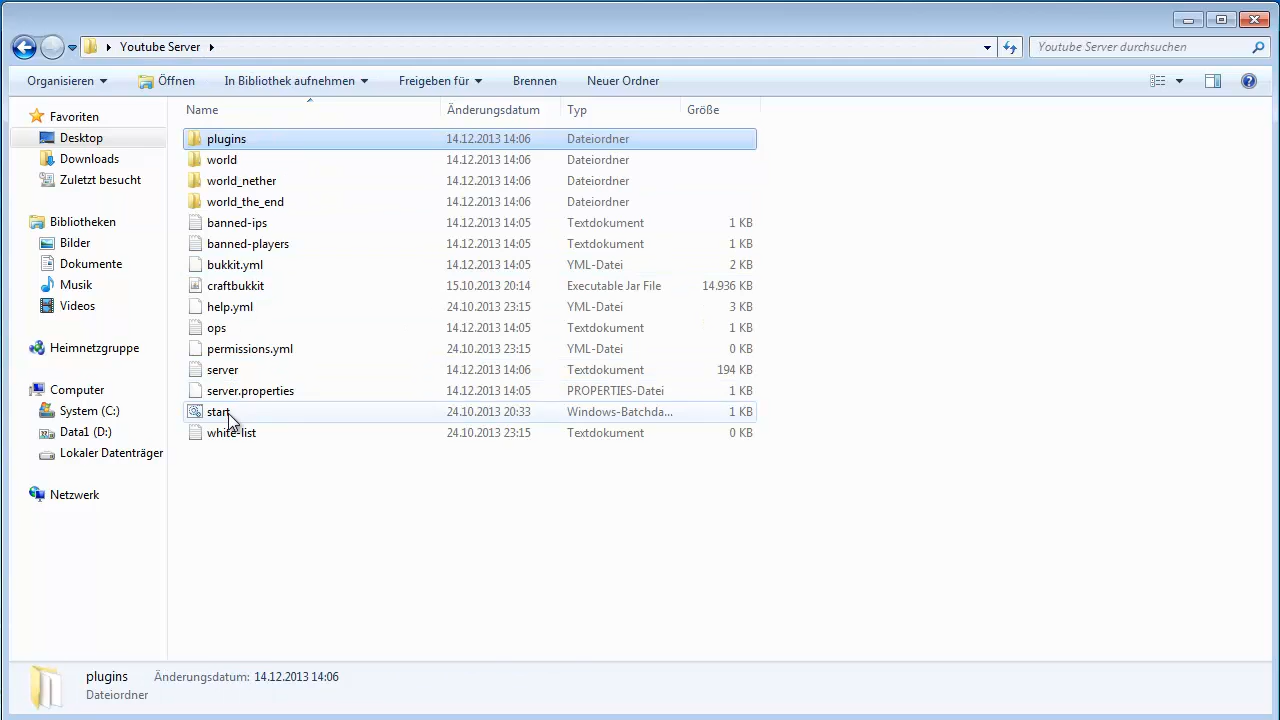 Youtube Server
Youtube Server durchsuchen
Organisieren Öffnen In Bibliothek aufnehmen Freigeben für Brennen Neuer Ordner
Favoriten
Desktop
Downloads
Zuletzt besucht
Bibliotheken
Bilder
Dokumente
Musik
Videos
Heimnetzgruppe
Computer
System (C:)
Data1 (D:)
Lokaler Datenträger
Netzwerk
Name Änderungsdatum Typ Größe
plugins 14.12.2013 14:06 Dateiordner
world 14.12.2013 14:06 Dateiordner
world_nether 14.12.2013 14:06 Dateiordner
world_the_end 14.12.2013 14:06 Dateiordner
banned-ips 14.12.2013 14:05 Textdokument 1 KB
banned-players 14.12.2013 14:05 Textdokument 1 KB
bukkit.yml 14.12.2013 14:05 YML-Datei 2 KB
craftbukkit 15.10.2013 20:14 Executable Jar File 14.936 KB
help.yml 24.10.2013 23:15 YML-Datei 3 KB
ops 14.12.2013 14:05 Textdokument 1 KB
permissions.yml 24.10.2013 23:15 YML-Datei 0 KB
server 14.12.2013 14:06 Textdokument 194 KB
server.properties 14.12.2013 14:05 PROPERTIES-Datei 1 KB
start 24.10.2013 20:33 Windows-Batchda... 1 KB
white-list 24.10.2013 23:15 Textdokument 0 KB
plugins Änderungsdatum: 14.12.2013 14:06
Dateiordner